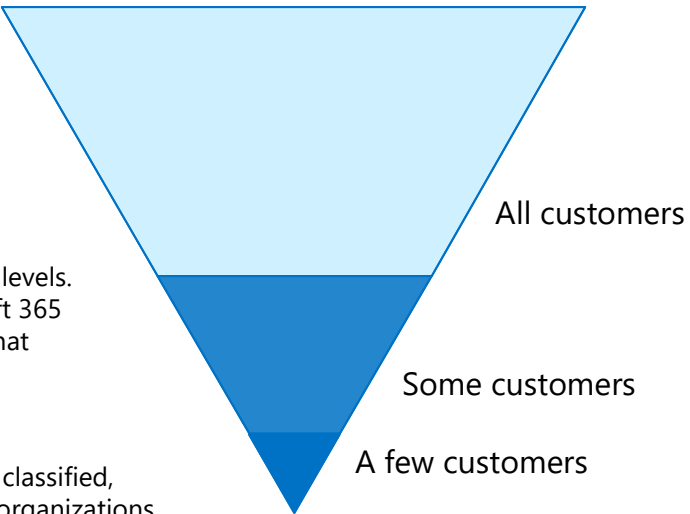 All customers
levels.
ft 365
hat
Some customers
A few customers
classified,
organizations